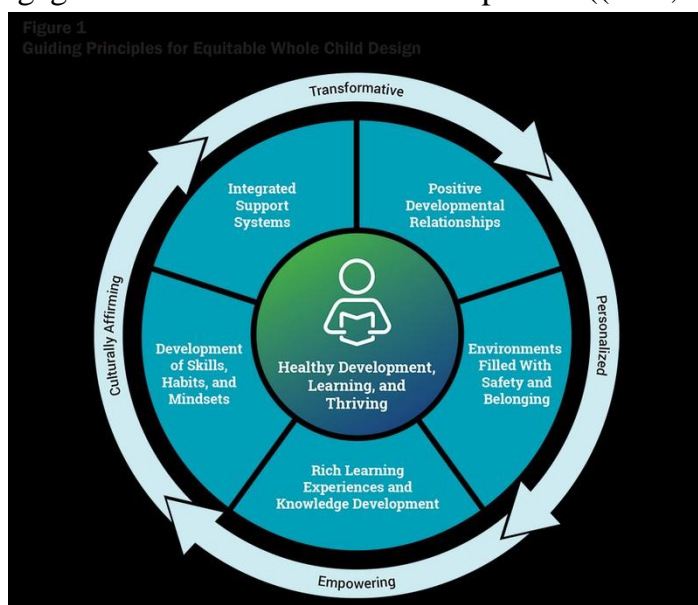 Figure 1
Guiding Principles for Equitable Whole Child Design
Transformative
Integrated
Support
Systems
Positive
Developmental
Relationships
Culturally Affirming
Personalized
Development
of Skills,
Habits, and
Mindsets
Healthy Development,
Learning, and
Thriving
Environments
Filled With
Safety and
Belonging
Rich Learning
Experiences and
Knowledge Development
Empowering